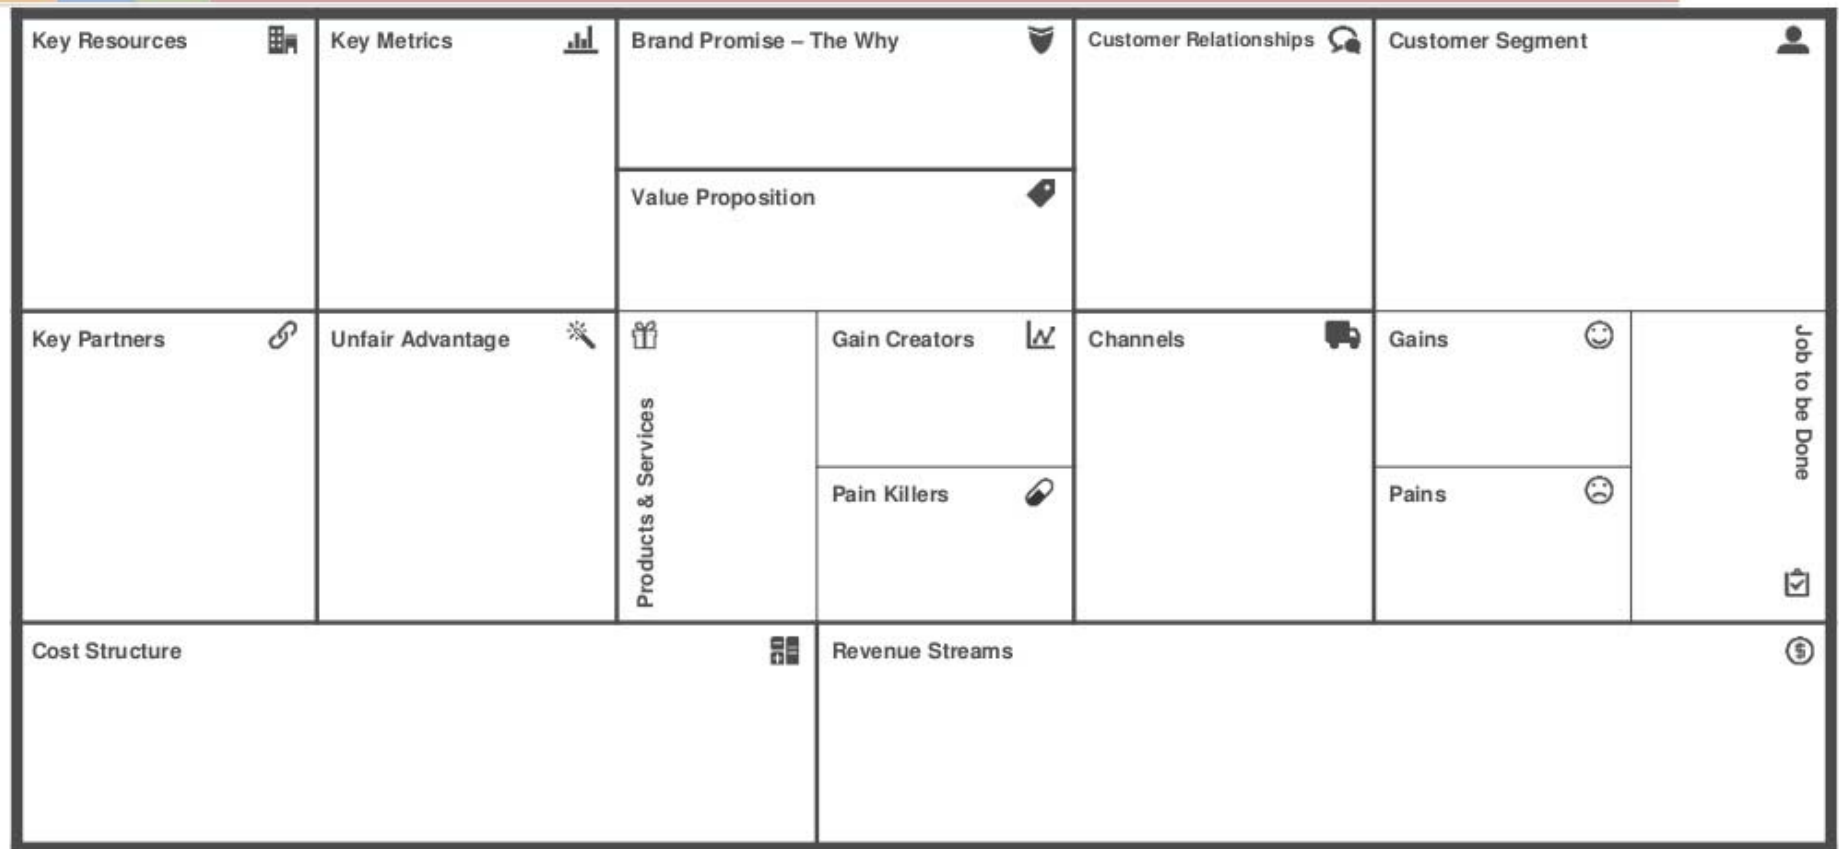 Key Resources
Key Metrics
Brand Promise – The Why
Customer Relationships
Customer Segment
Value Proposition
Key Partners
Unfair Advantage
Products & Services
Gain Creators
Pain Killers
Channels
Gains
Pains
Job to be Done
Cost Structure
Revenue Streams